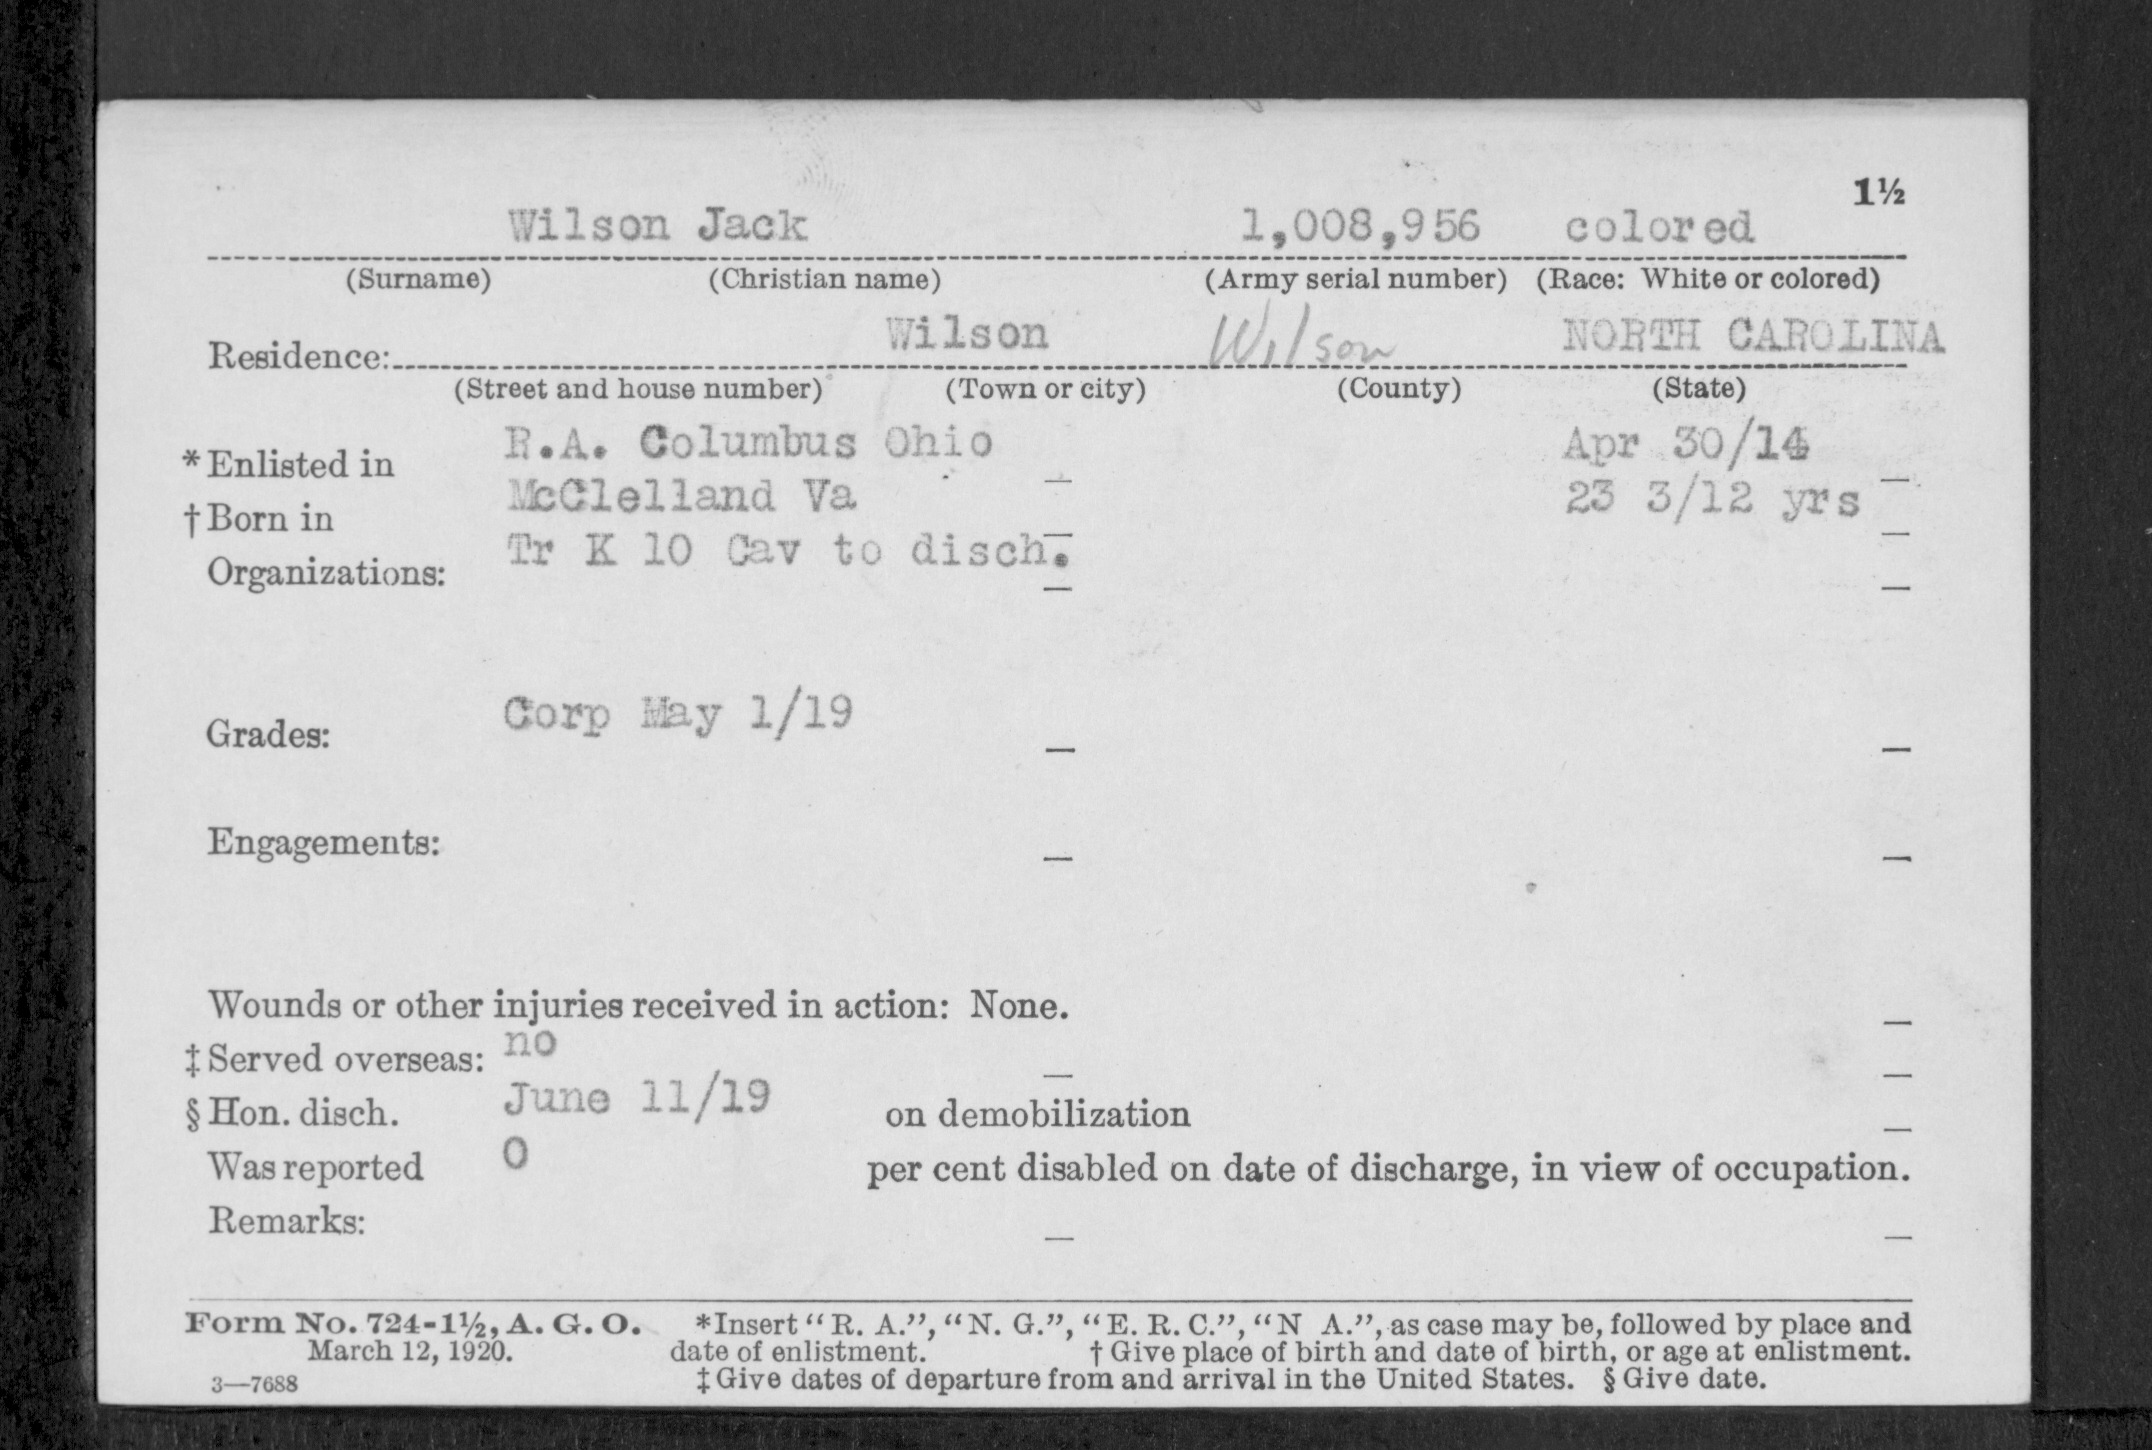 1½
Wilson Jack 1,008,956 colored
(Surname) (Christian name) (Army serial number) (Race: White or colored)
Residence: Wilson Wilson NORTH CAROLINA
(Street and house number) (Town or city) (County) (State)
*Enlisted in R.A. Columbus Ohio — Apr 30/14 —
†Born in McClelland Va — 23 3/12 yrs —
Organizations: Tr K 10 Cav to disch. — —
Grades: Corp May 1/19 — —
Engagements: — —
Wounds or other injuries received in action: None. —
‡Served overseas: no — —
§Hon. disch. June 11/19 on demobilization —
Was reported 0 per cent disabled on date of discharge, in view of occupation.
Remarks: — —
Form No. 724-1½, A. G. O. *Insert “R. A.”, “N. G.”, “E. R. C.”, “N A.”, as case may be, followed by place and
March 12, 1920. date of enlistment. †Give place of birth and date of birth, or age at enlistment.
3—7688 ‡Give dates of departure from and arrival in the United States. §Give date.